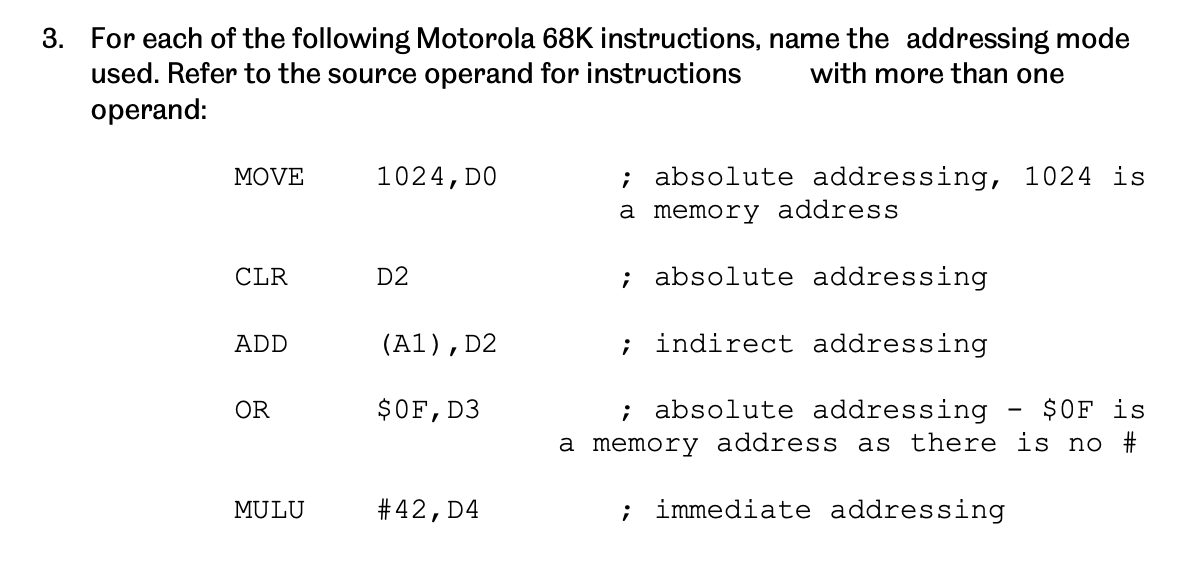 3. For each of the following Motorola 68K instructions, name the addressing mode
used. Refer to the source operand for instructions with more than one
operand:
MOVE 1024,D0 ; absolute addressing, 1024 is
a memory address
CLR D2 ; absolute addressing
ADD (A1),D2 ; indirect addressing
OR $0F,D3 ; absolute addressing - $0F is
a memory address as there is no #
MULU #42,D4 ; immediate addressing